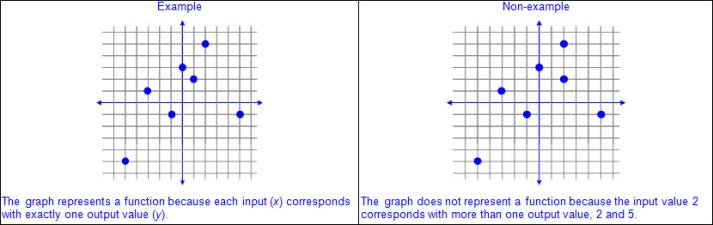 Example
Non-example
The graph represents a function because each input (x) corresponds
with exactly one output value (y).
The graph does not represent a function because the input value 2
corresponds with more than one output value, 2 and 5.